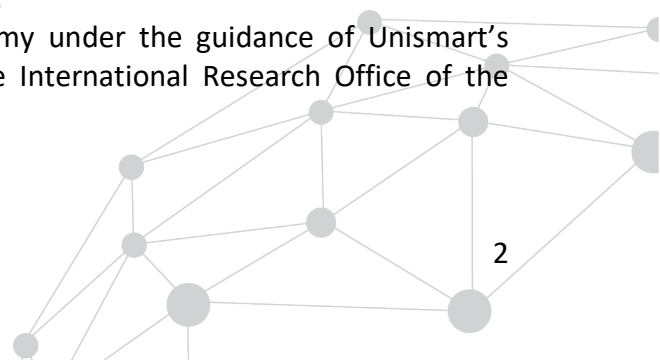 my under the guidance of Unismart’s
International Research Office of the
2